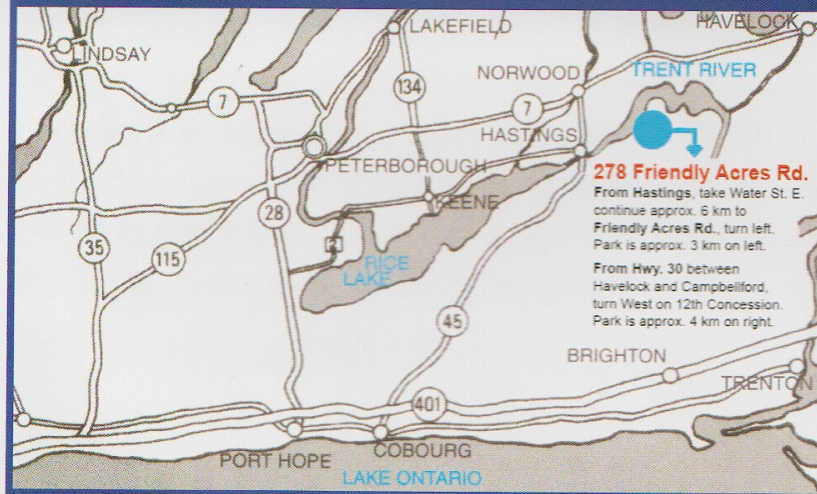 HAVELOCK
LAKEFIELD
LINDSAY
NORWOOD
TRENT RIVER
134
7
7
HASTINGS
PETERBOROUGH
278 Friendly Acres Rd.
From Hastings, take Water St. E.
continue approx. 6 km to
Friendly Acres Rd., turn left.
Park is approx. 3 km on left.
KEENE
28
35
2
115
RICE
LAKE
From Hwy. 30 between
Havelock and Campbellford,
turn West on 12th Concession.
Park is approx. 4 km on right.
45
BRIGHTON
TRENTON
401
COBOURG
PORT HOPE
LAKE ONTARIO